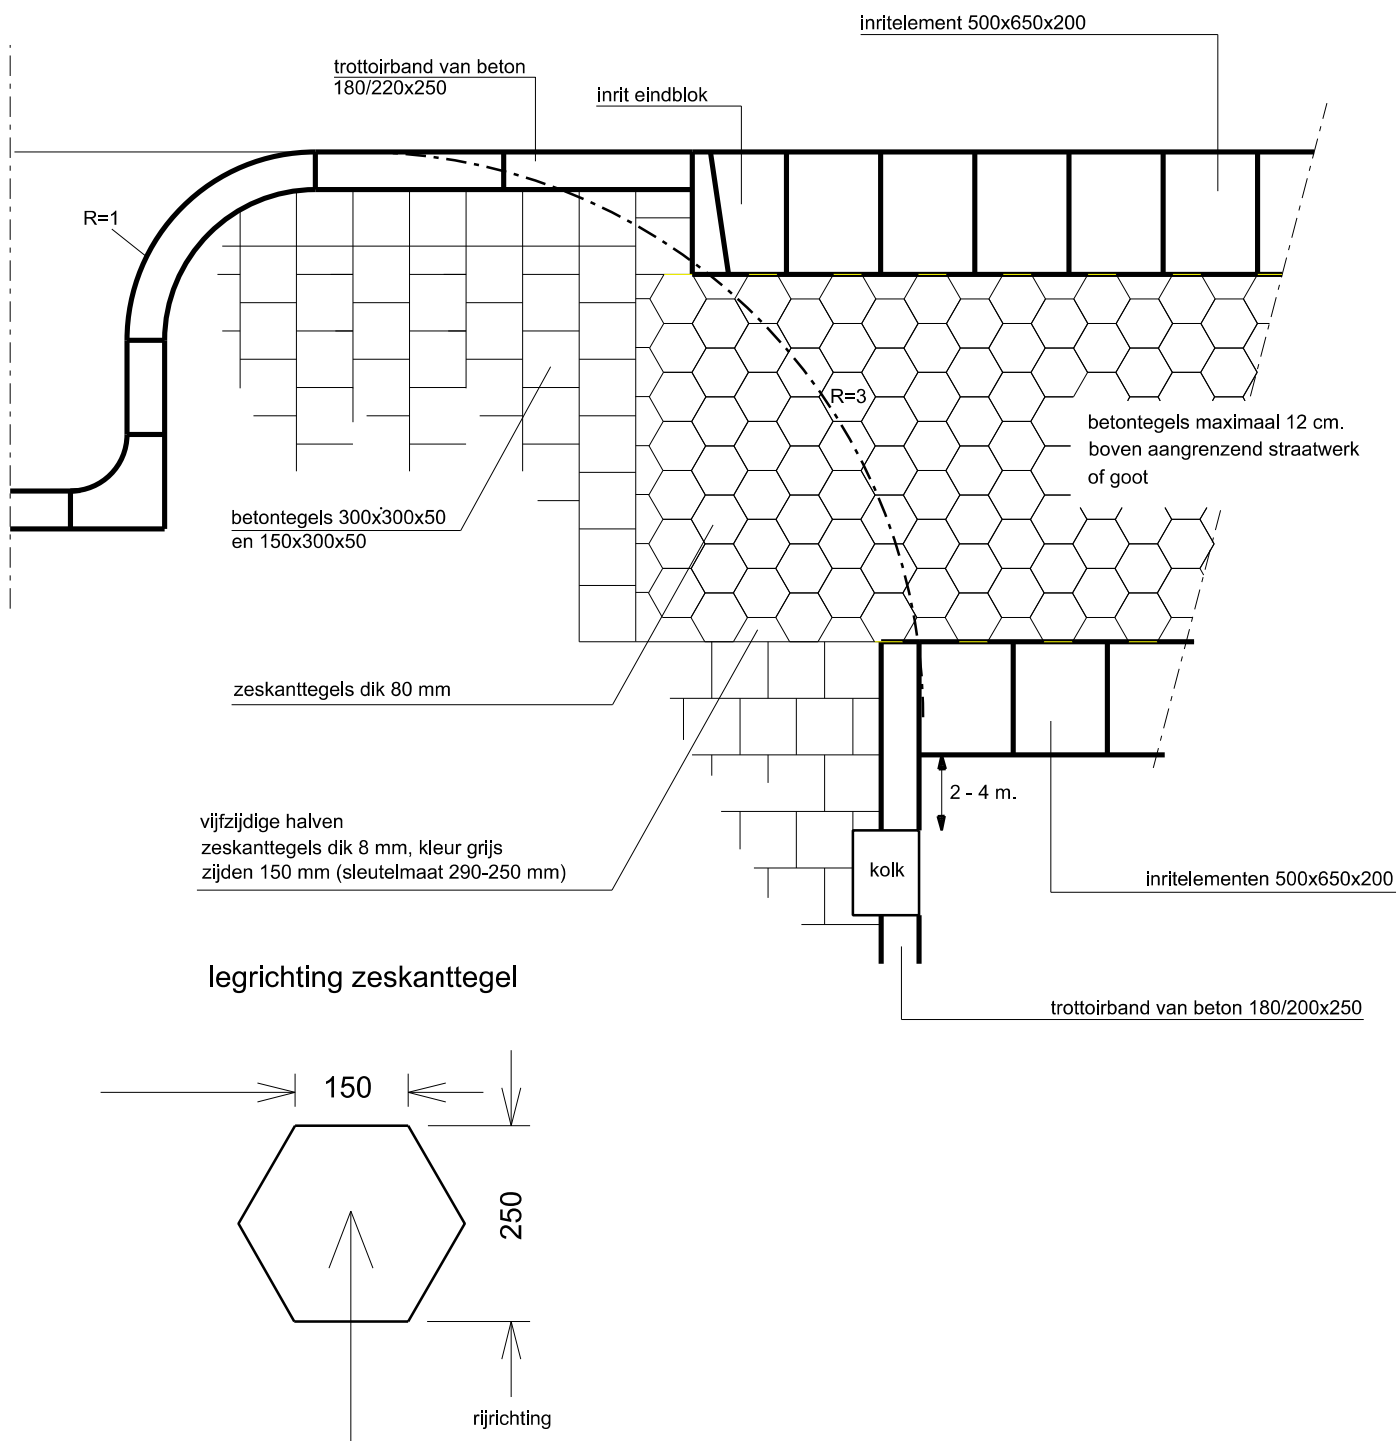 inritelement 500x650x200
trottoirband van beton
180/220x250
inrit eindblok
R=1
R=3
betontegels maximaal 12 cm.
boven aangrenzend straatwerk
of goot
betontegels 300x300x50
en 150x300x50
zeskanttegels dik 80 mm
2 - 4 m.
vijfzijdige halven
zeskanttegels dik 8 mm, kleur grijs
zijden 150 mm (sleutelmaat 290-250 mm)
kolk
inritelementen 500x650x200
legrichting zeskanttegel
trottoirband van beton 180/200x250
150
250
rijrichting